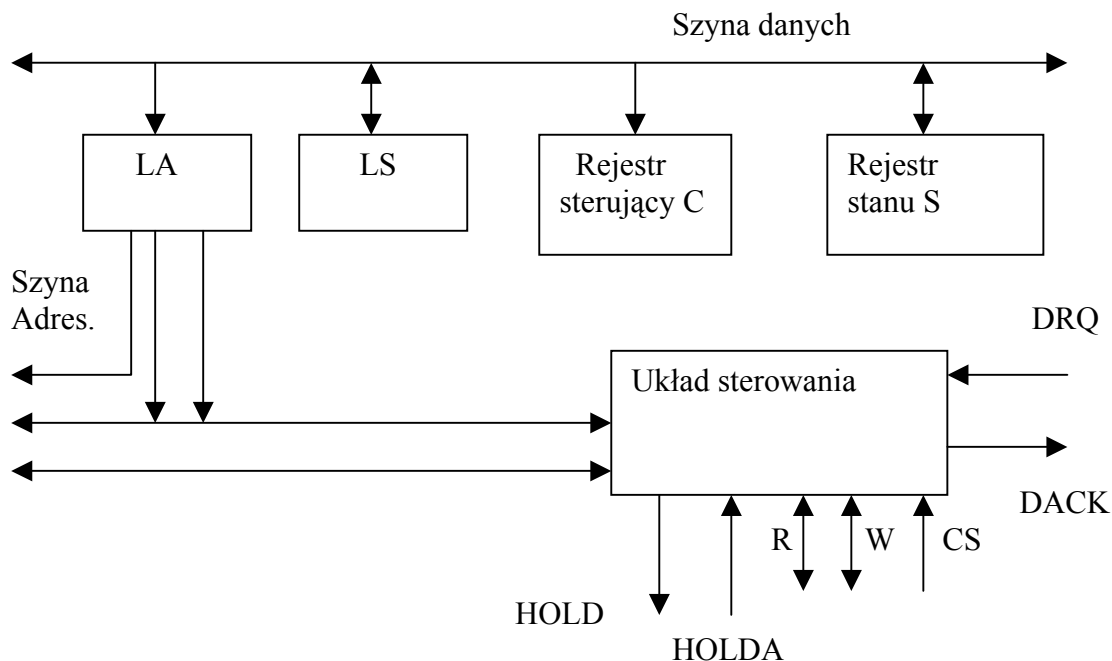 Szyna danych
LA
LS
Rejestr
sterujący C
Rejestr
stanu S
Szyna
Adres.
DRQ
Układ sterowania
DACK
R
W
CS
HOLD
HOLDA